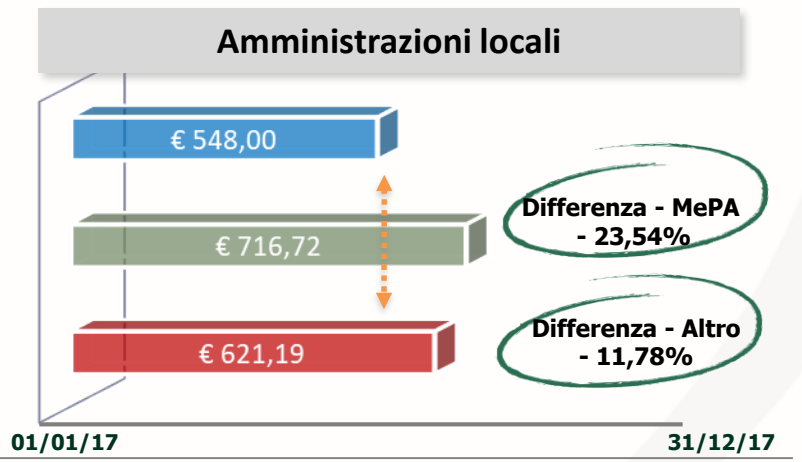 Amministrazioni locali
€ 548,00
€ 716,72
Differenza - MePA
- 23,54%
€ 621,19
Differenza - Altro
- 11,78%
01/01/17
31/12/17